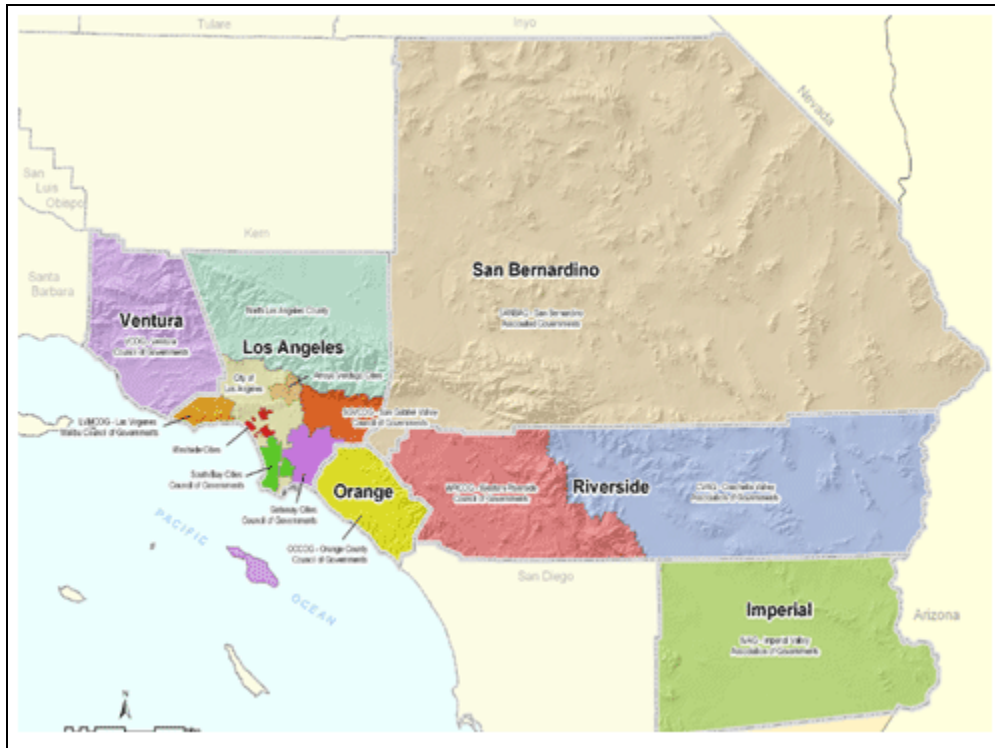 Tulare
Inyo
Nevada
San
Luis
Obispo
Kern
Santa
Barbara
San Bernardino
SANBAG - San Bernardino
Associated Governments
North Los Angeles County
Ventura
VCOG - Ventura
Council of Governments
Los Angeles
City of
Los Angeles
Arroyo Verdugo Cities
SGVCOG - San Gabriel Valley
Council of Governments
LVMCOG - Las Virgenes
Malibu Council of Governments
Westside Cities
South Bay Cities
Council of Governments
Orange
WRCOG - Western Riverside
Council of Governments
Riverside
CVAG - Coachella Valley
Association of Governments
Gateway Cities
Council of Governments
OCCOG - Orange County
Council of Governments
PACIFIC
OCEAN
San Diego
Imperial
IVAG - Imperial Valley
Association of Governments
Arizona
N